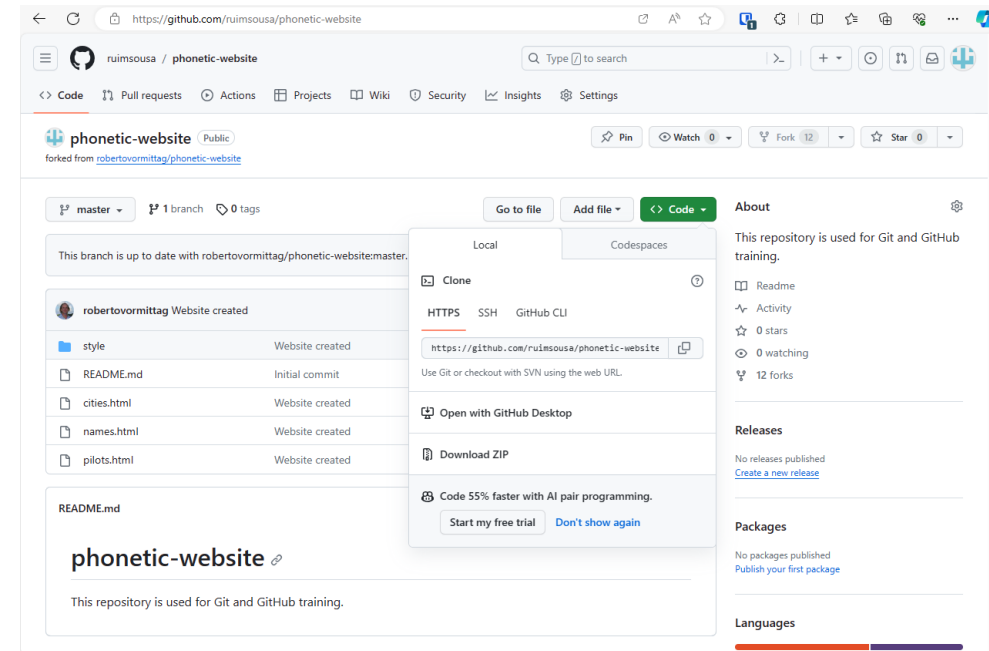 https://github.com/ruimsousa/phonetic-website
1
ruimsousa / phonetic-website
Type / to search
<> Code Pull requests Actions Projects Wiki Security Insights Settings
phonetic-website Public
Pin Watch 0 Fork 12 Star 0
forked from robertovormittag/phonetic-website
master 1 branch 0 tags Go to file Add file <> Code
This branch is up to date with robertovormittag/phonetic-website:master.
robertovormittag Website created
style Website created
README.md Initial commit
cities.html Website created
names.html Website created
pilots.html Website created
README.md
phonetic-website
This repository is used for Git and GitHub training.
Local Codespaces
Clone
HTTPS SSH GitHub CLI
https://github.com/ruimsousa/phonetic-website
Use Git or checkout with SVN using the web URL.
Open with GitHub Desktop
Download ZIP
Code 55% faster with AI pair programming.
Start my free trial Don't show again
About
This repository is used for Git and GitHub
training.
Readme
Activity
0 stars
0 watching
12 forks
Releases
No releases published
Create a new release
Packages
No packages published
Publish your first package
Languages